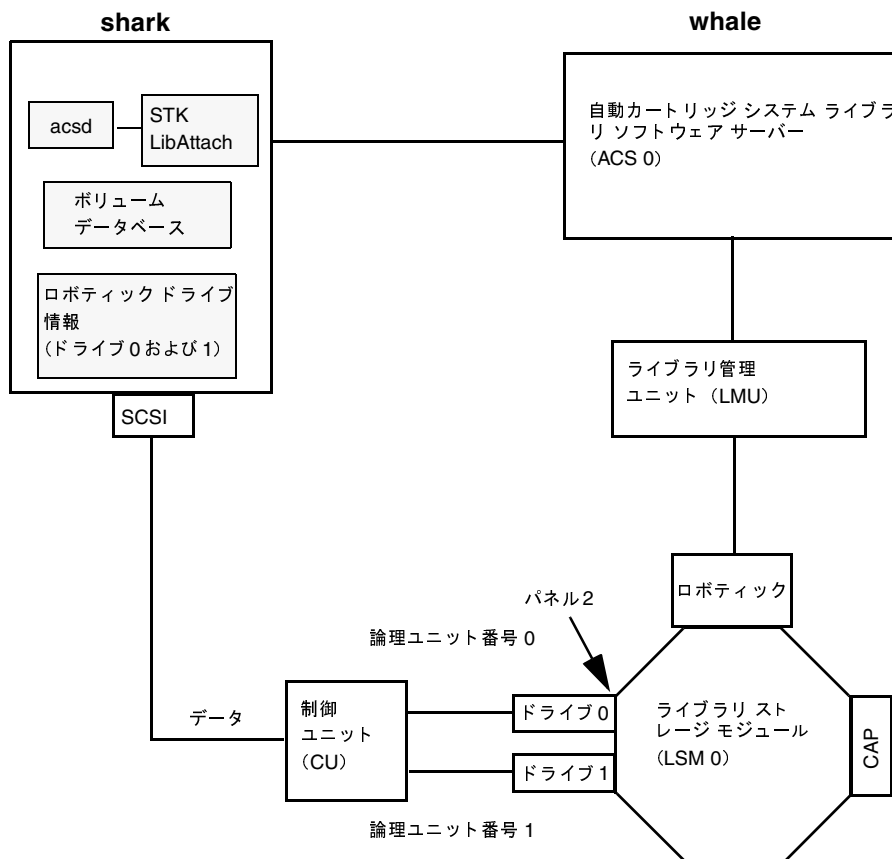 shark
whale
acsd
STK
LibAttach
自動カートリッジ システム ライブラ
リ ソフトウェア サーバー
(ACS 0)
ボリューム
データベース
ロボティック ドライブ
情報
(ドライブ 0 および 1)
SCSI
ライブラリ管理
ユニット (LMU)
ロボティック
パネル 2
論理ユニット番号 0
データ
制御
ユニット
(CU)
ドライブ 0
ドライブ 1
ライブラリ スト
レージ モジュール
(LSM 0)
CAP
論理ユニット番号 1